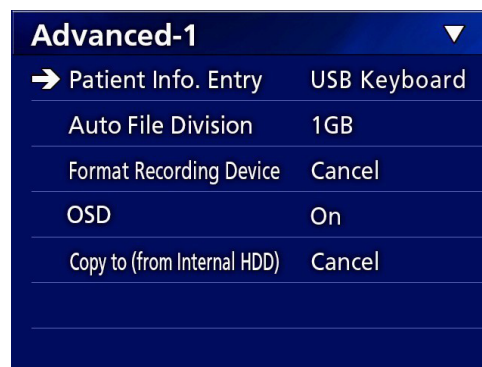 Advanced-1
Patient Info. Entry USB Keyboard
Auto File Division 1GB
Format Recording Device Cancel
OSD On
Copy to (from Internal HDD) Cancel